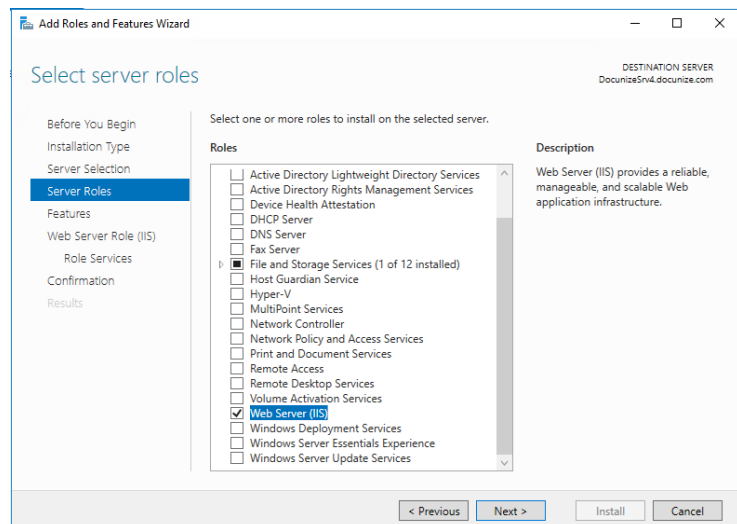 Add Roles and Features Wizard
Select server roles
DESTINATION SERVER
DocunizeSrv4.docunize.com
Before You Begin
Installation Type
Server Selection
Server Roles
Features
Web Server Role (IIS)
Role Services
Confirmation
Results
Select one or more roles to install on the selected server.
Roles
Active Directory Lightweight Directory Services
Active Directory Rights Management Services
Device Health Attestation
DHCP Server
DNS Server
Fax Server
File and Storage Services (1 of 12 installed)
Host Guardian Service
Hyper-V
MultiPoint Services
Network Controller
Network Policy and Access Services
Print and Document Services
Remote Access
Remote Desktop Services
Volume Activation Services
Web Server (IIS)
Windows Deployment Services
Windows Server Essentials Experience
Windows Server Update Services
Description
Web Server (IIS) provides a reliable,
manageable, and scalable Web
application infrastructure.
< Previous
Next >
Install
Cancel